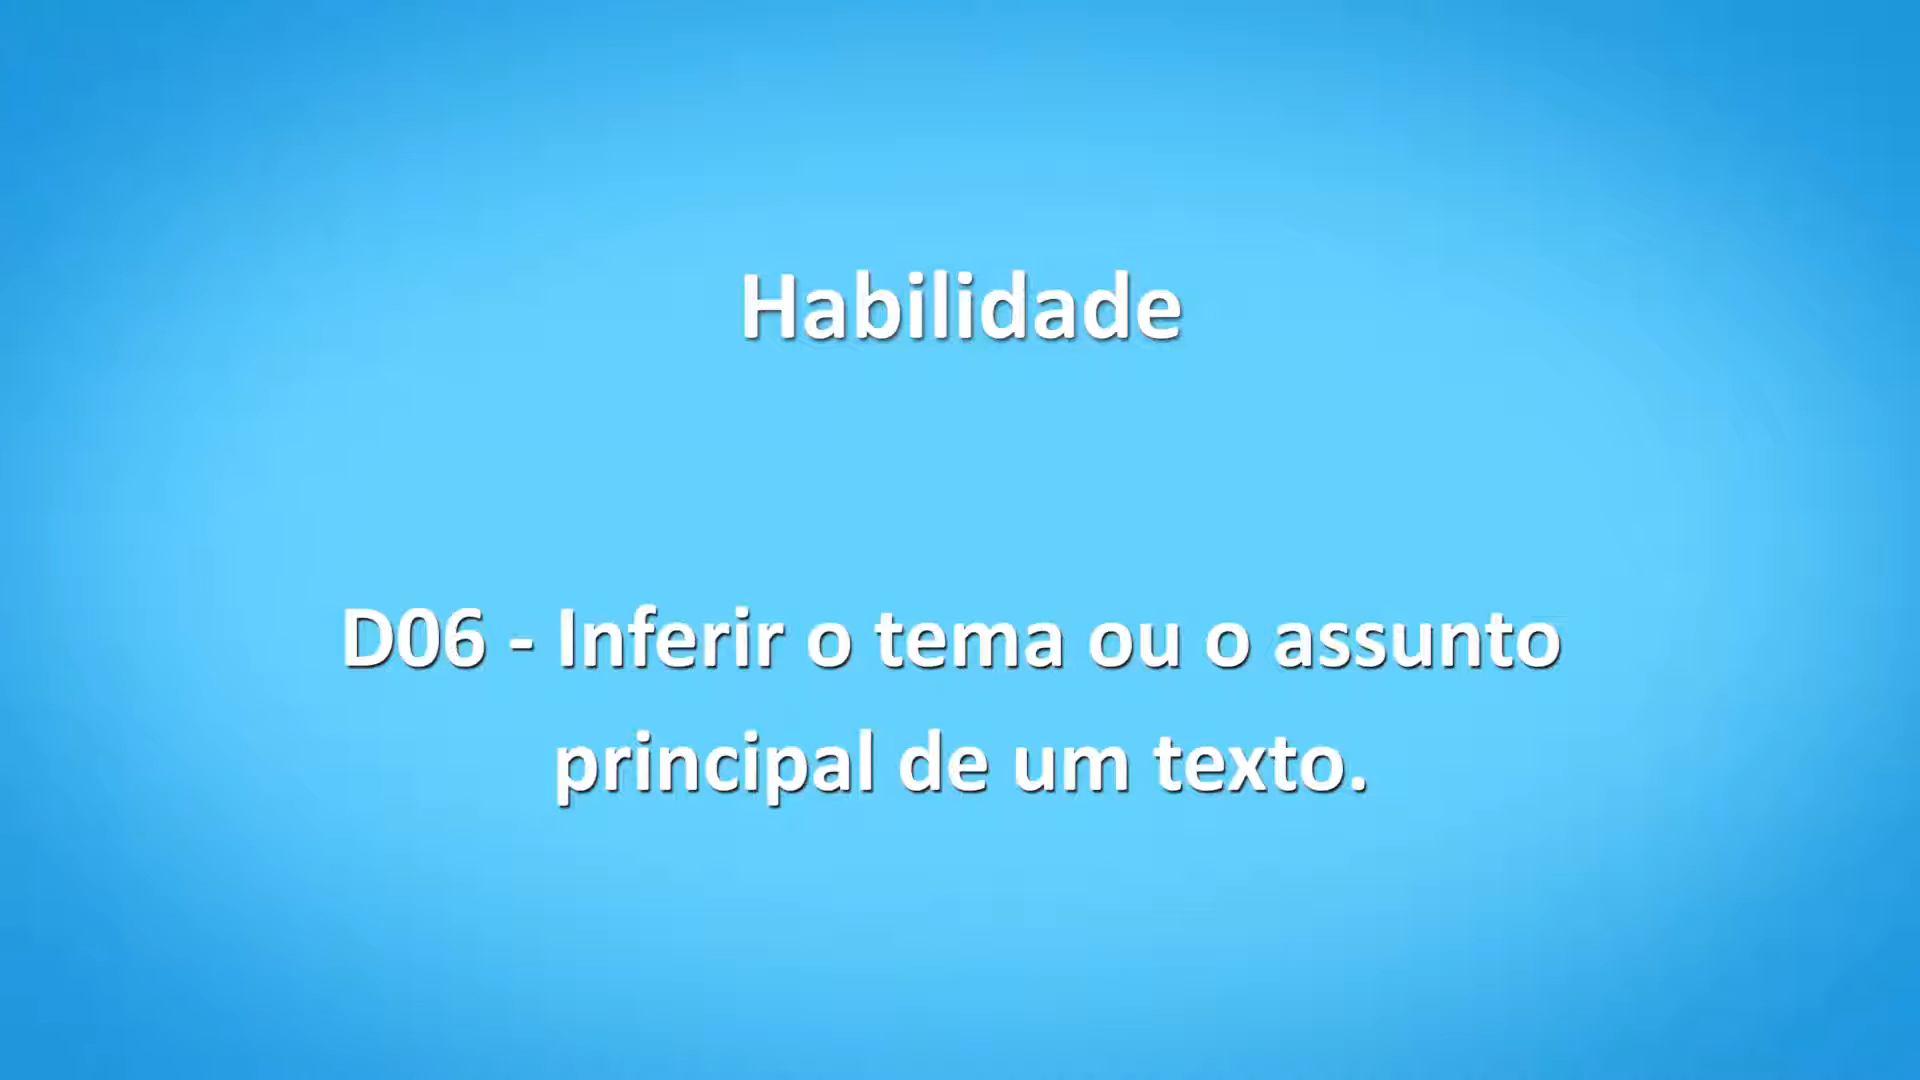 Habilidade
D06 - Inferir o tema ou o assunto
principal de um texto.